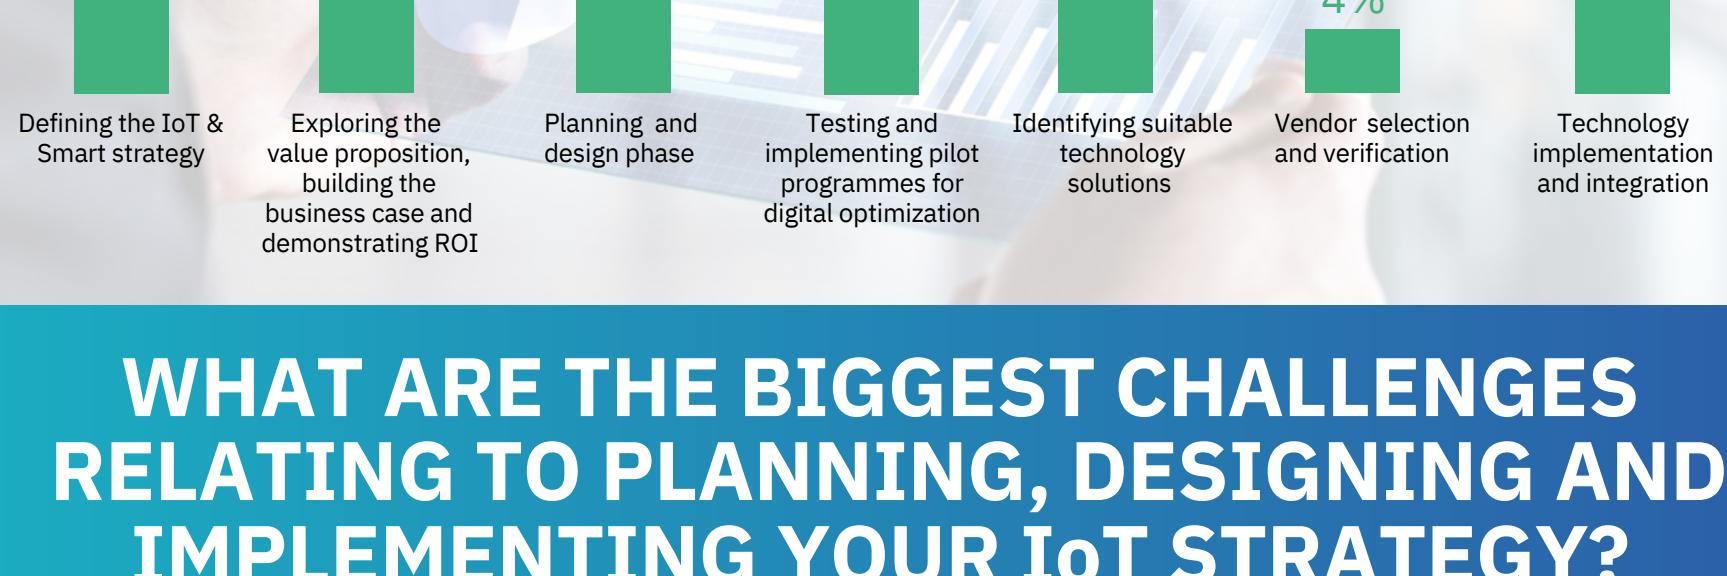 4%
Defining the IoT &
Smart strategy
Exploring the
value proposition,
building the
business case and
demonstrating ROI
Planning  and
design phase
Testing and
implementing pilot
programmes for
digital optimization
Identifying suitable
technology
solutions
Vendor  selection
and verification
Technology
implementation
and integration
WHAT ARE THE BIGGEST CHALLENGES
RELATING TO PLANNING, DESIGNING AND
IMPLEMENTING YOUR IoT STRATEGY?